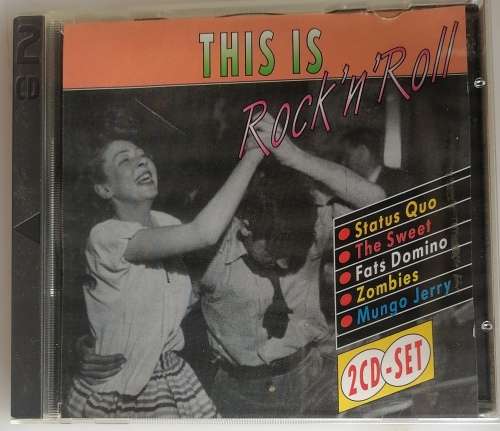 THIS IS
Rock'n'Roll
Status Quo
The Sweet
Fats Domino
Zombies
Mungo Jerry
2CD-SET